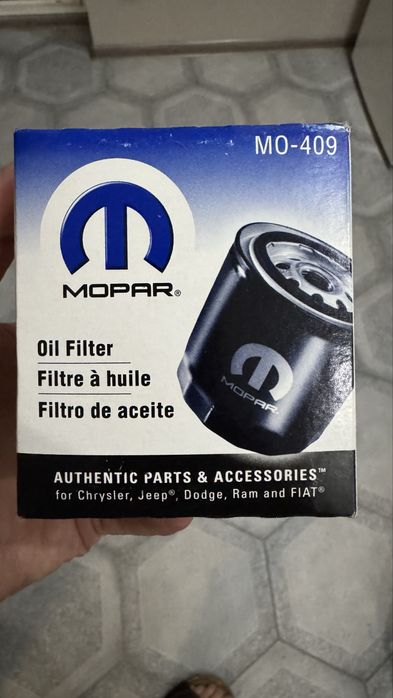 MO-409
MOPAR®
Oil Filter
Filtre à huile
Filtro de aceite
MOPAR
AUTHENTIC PARTS & ACCESSORIES™
for Chrysler, Jeep®, Dodge, Ram and FIAT®